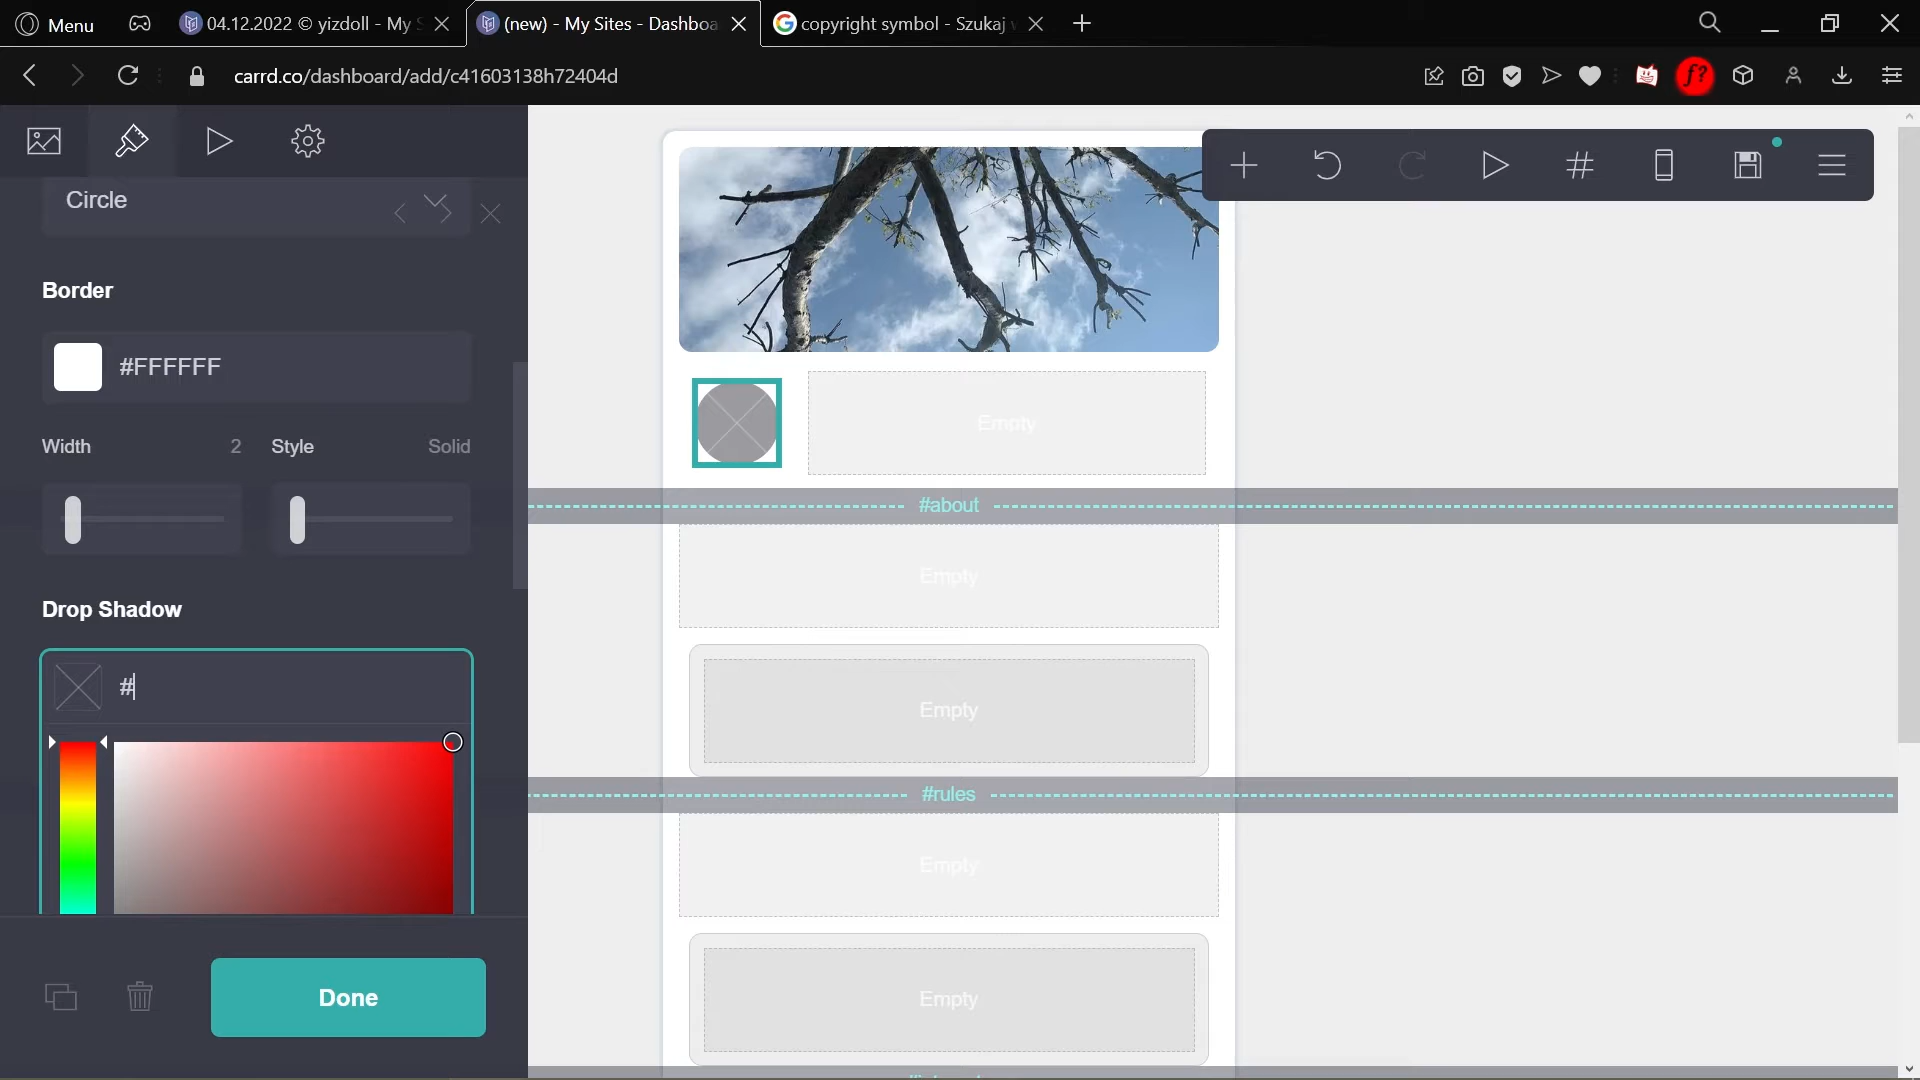 Menu
04.12.2022 © yizdoll - My
(new) - My Sites - Dashboa
copyright symbol - Szukaj
carrd.co/dashboard/add/c41603138h72404d
f?
Circle
Border
#FFFFFF
Width 2 Style Solid
Drop Shadow
#
Done
Empty
#about
Empty
Empty
#rules
Empty
Empty